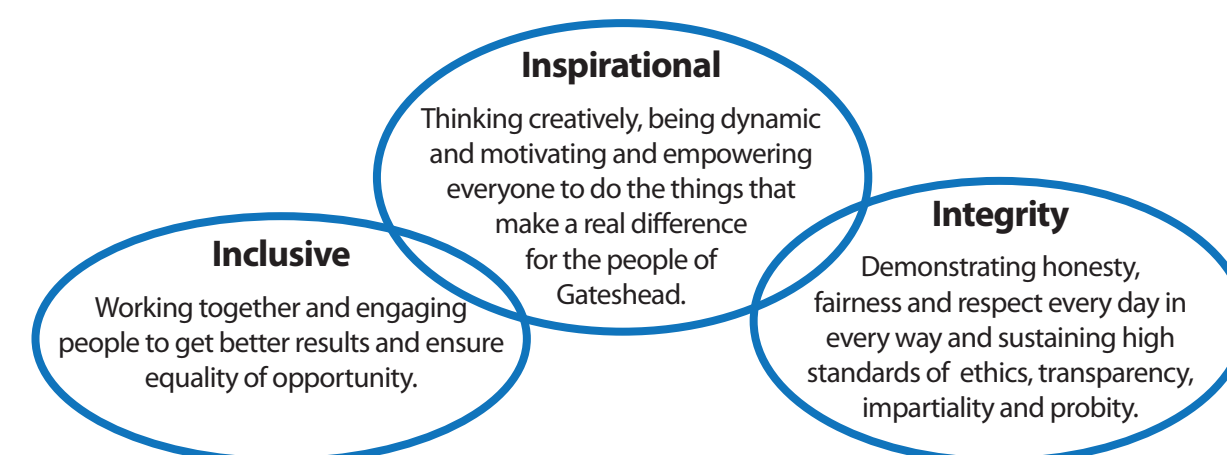 Inspirational
Thinking creatively, being dynamic
and motivating and empowering
everyone to do the things that
make a real difference
for the people of
Gateshead.
Inclusive
Working together and engaging
people to get better results and ensure
equality of opportunity.
Integrity
Demonstrating honesty,
fairness and respect every day in
every way and sustaining high
standards of ethics, transparency,
impartiality and probity.